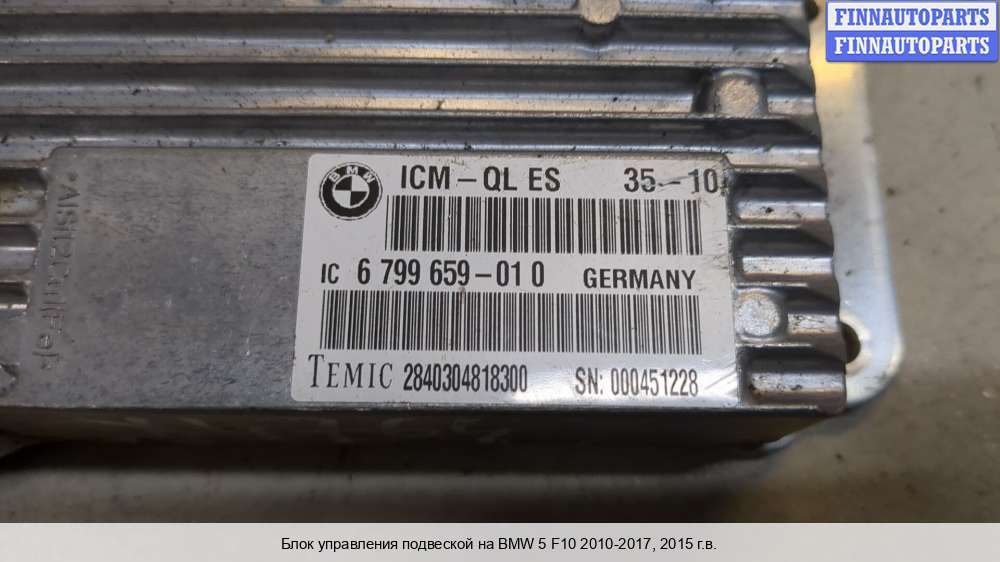 FINNAUTOPARTS
FINNAUTOPARTS
BMW
ICM-QL ES 35-10
IC 6 799 659-01 0 GERMANY
TEMIC 2840304818300 SN: 000451228
Блок управления подвеской на BMW 5 F10 2010-2017, 2015 г.в.